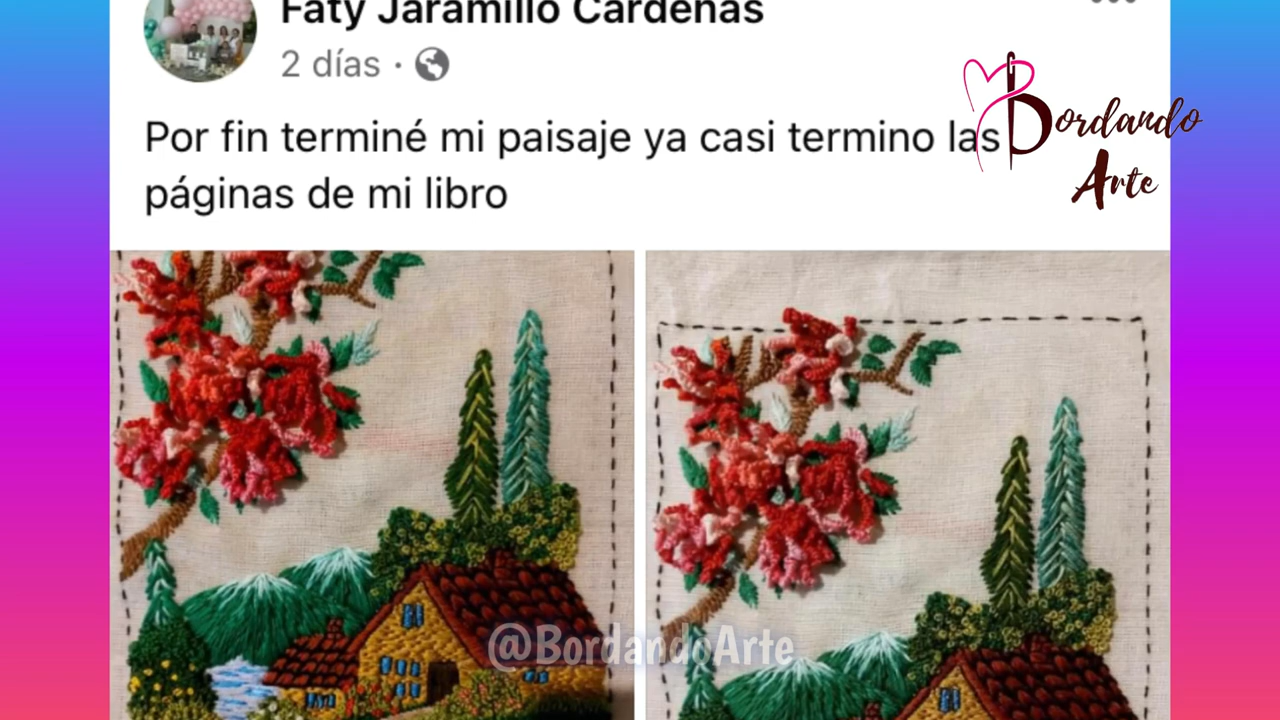 Faty Jaramillo Cárdenas
2 días ·
Por fin terminé mi paisaje ya casi termino las
páginas de mi libro
Bordando
Arte
@BordandoArte